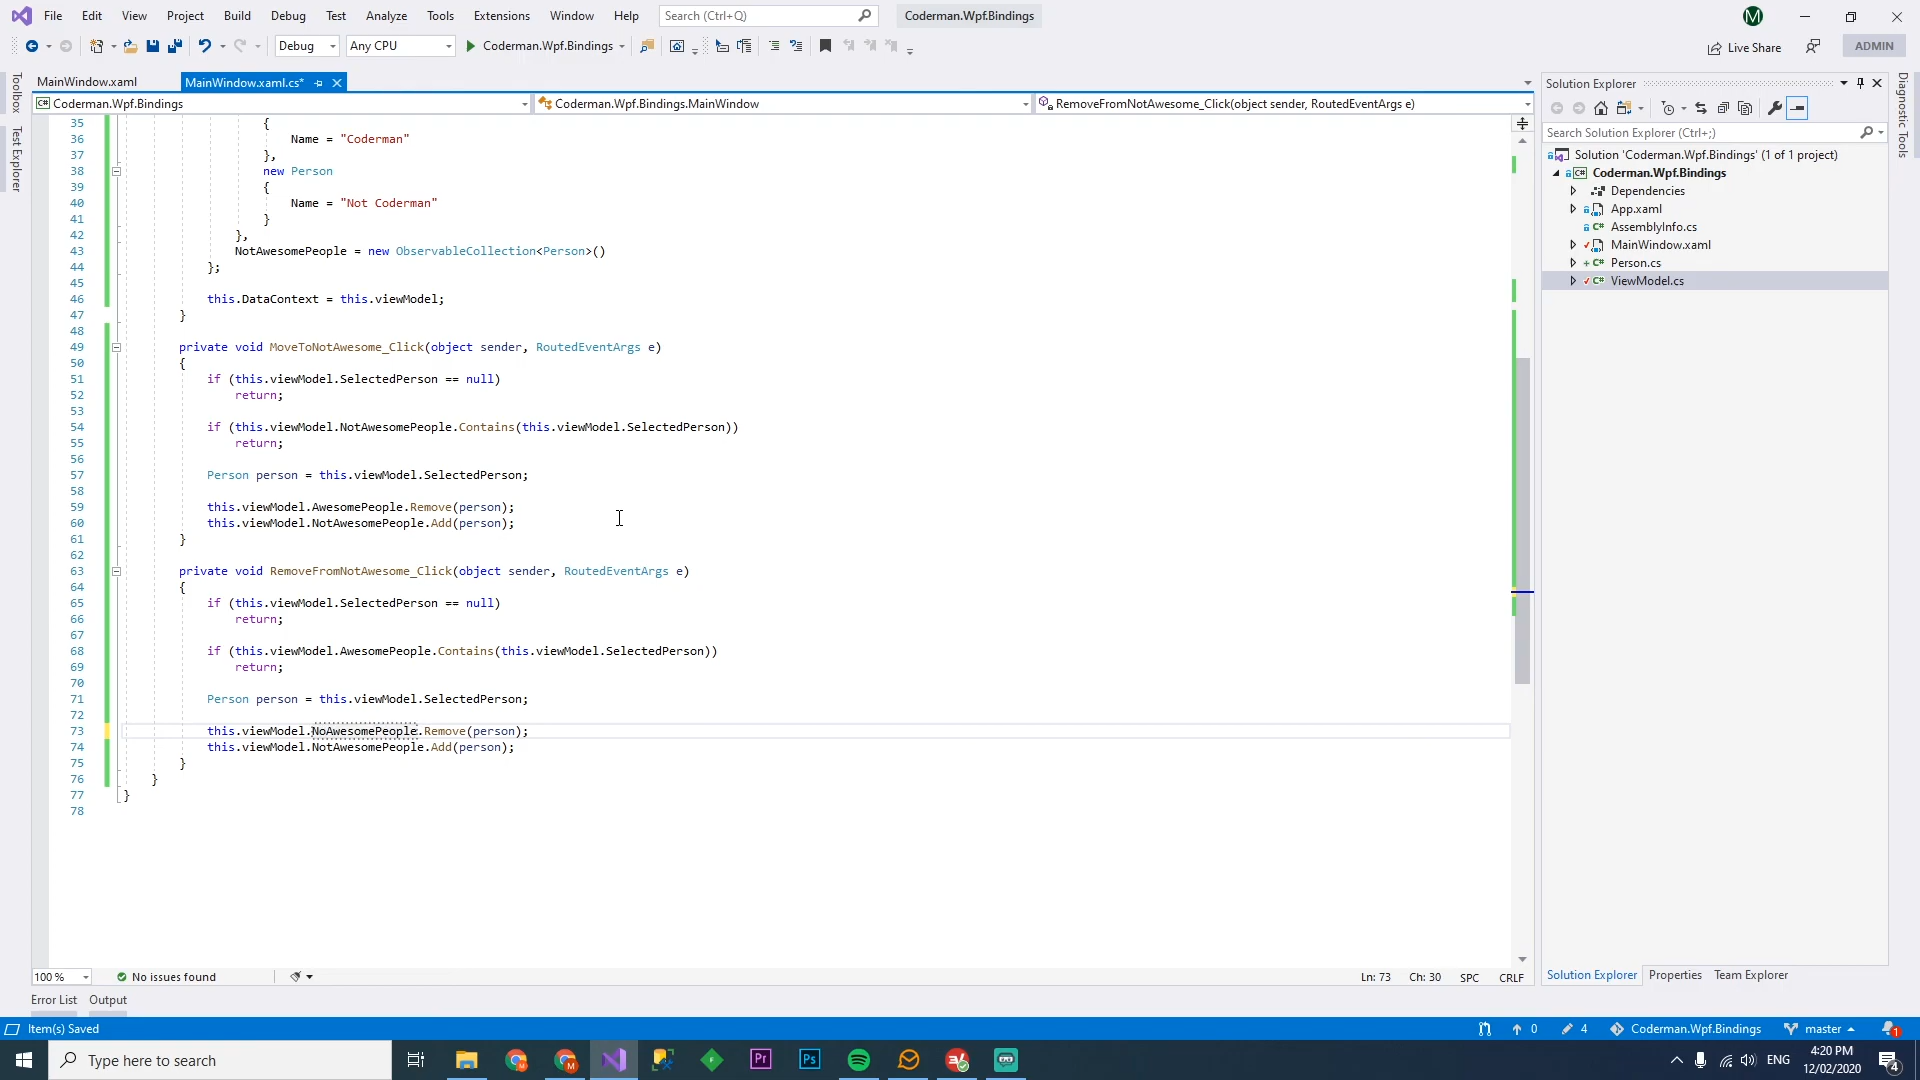 File Edit View Project Build Debug Test Analyze Tools Extensions Window Help Search (Ctrl+Q) Coderman.Wpf.Bindings M
Debug Any CPU Coderman.Wpf.Bindings Live Share ADMIN
MainWindow.xaml MainWindow.xaml.cs*
Coderman.Wpf.Bindings Coderman.Wpf.Bindings.MainWindow RemoveFromNotAwesome_Click(object sender, RoutedEventArgs e)
Toolbox
Test Explorer
35 {
36 Name = "Coderman"
37 },
38 new Person
39 {
40 Name = "Not Coderman"
41 }
42 },
43 NotAwesomePeople = new ObservableCollection<Person>()
44 };
45
46 this.DataContext = this.viewModel;
47 }
48
49 private void MoveToNotAwesome_Click(object sender, RoutedEventArgs e)
50 {
51 if (this.viewModel.SelectedPerson == null)
52 return;
53
54 if (this.viewModel.NotAwesomePeople.Contains(this.viewModel.SelectedPerson))
55 return;
56
57 Person person = this.viewModel.SelectedPerson;
58
59 this.viewModel.AwesomePeople.Remove(person);
60 this.viewModel.NotAwesomePeople.Add(person);
61 }
62
63 private void RemoveFromNotAwesome_Click(object sender, RoutedEventArgs e)
64 {
65 if (this.viewModel.SelectedPerson == null)
66 return;
67
68 if (this.viewModel.AwesomePeople.Contains(this.viewModel.SelectedPerson))
69 return;
70
71 Person person = this.viewModel.SelectedPerson;
72
73 this.viewModel.NoAwesomePeople.Remove(person);
74 this.viewModel.NotAwesomePeople.Add(person);
75 }
76 }
77 }
78
100 % No issues found Ln: 73 Ch: 30 SPC CRLF
Solution Explorer
Search Solution Explorer (Ctrl+;)
Solution 'Coderman.Wpf.Bindings' (1 of 1 project)
Coderman.Wpf.Bindings
Dependencies
App.xaml
AssemblyInfo.cs
MainWindow.xaml
Person.cs
ViewModel.cs
Solution Explorer Properties Team Explorer
Diagnostic Tools
Error List Output
Item(s) Saved 0 4 Coderman.Wpf.Bindings master 1
Type here to search Pr Ps ENG 4:20 PM 4
12/02/2020